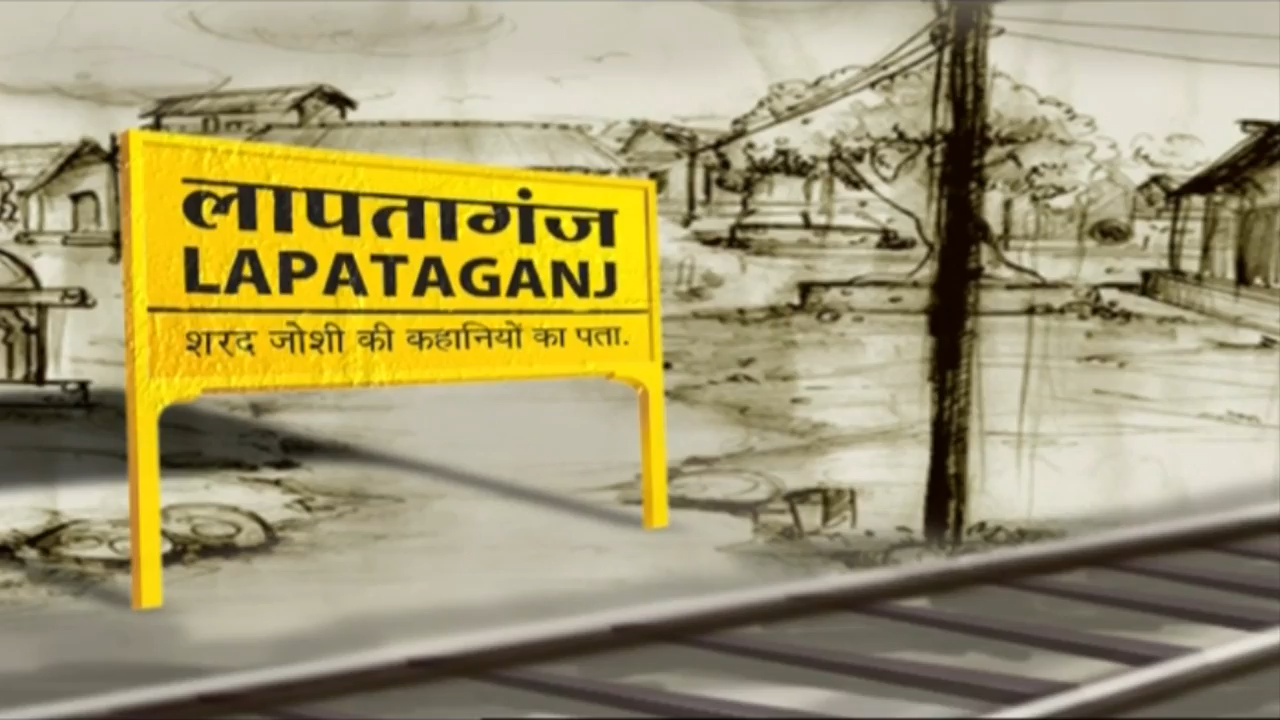 लापतागंज
LAPATAGANJ
शरद जोशी की कहानियों का पता.